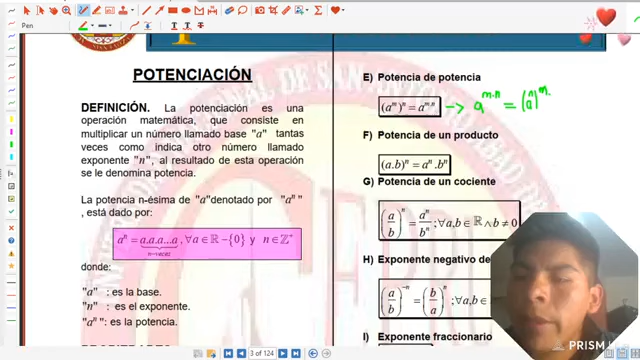 Pen
POTENCIACIÓN
DEFINICIÓN. La potenciación es una
operación matemática, que consiste en
multiplicar un número llamado base "a" tantas
veces como indica otro número llamado
exponente "n", al resultado de esta operación
se le denomina potencia.
La potencia n-ésima de "a" denotado por "aⁿ"
, está dado por:
aⁿ = a.a.a...a, ∀a∈ℝ−{0} y n∈ℤ⁺
n-veces
donde:
"a" : es la base.
"n" : es el exponente.
"aⁿ": es la potencia.
E) Potencia de potencia
(aᵐ)ⁿ = aᵐ·ⁿ → aᵐ·ⁿ = (aⁿ)ᵐ.
F) Potencia de un producto
(a.b)ⁿ = aⁿ.bⁿ
G) Potencia de un cociente
(a/b)ⁿ = aⁿ/bⁿ ;∀a,b∈ℝ∧b≠0
H) Exponente negativo de
(a/b)⁻ⁿ = (b/a)ⁿ ;∀a,b∈
I) Exponente fraccionario
3 of 124
PRISM